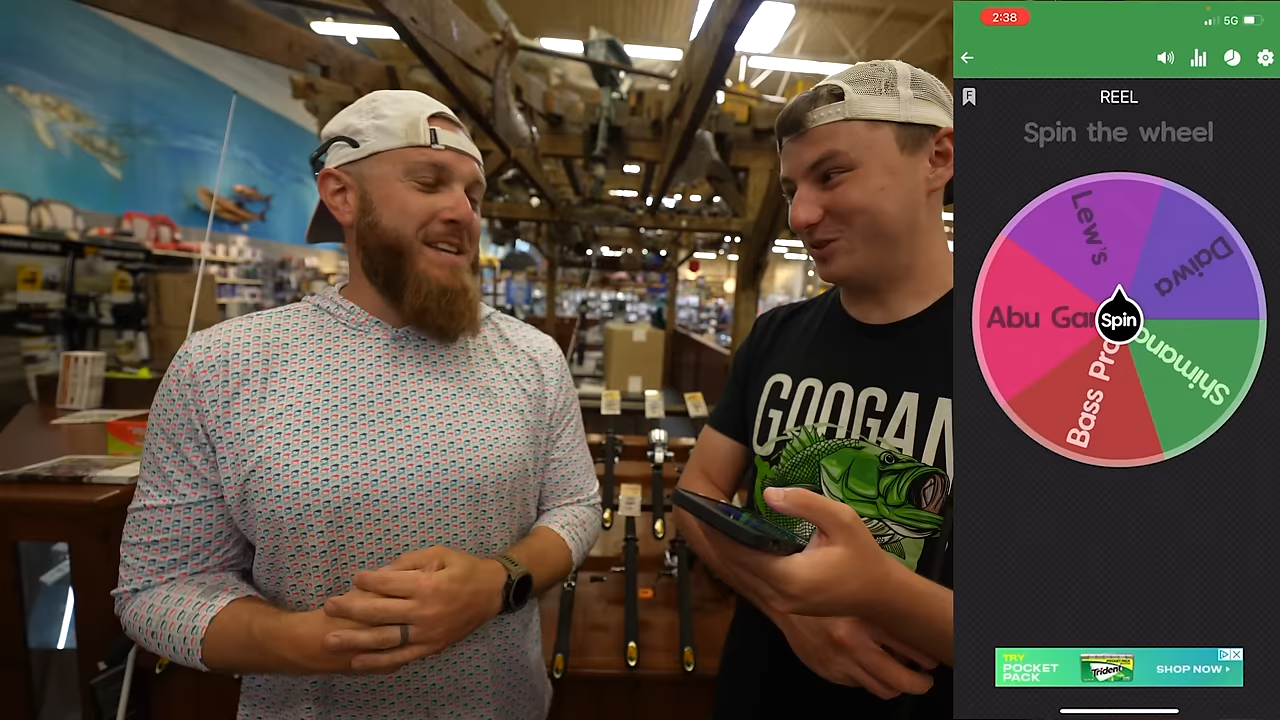 GOOGAN
2:38
5G
F
REEL
Spin the wheel
Lew's
Daiwa
Abu Gar
Spin
Shimano
Bass Pro
TRY
POCKET
PACK
Trident
SHOP NOW